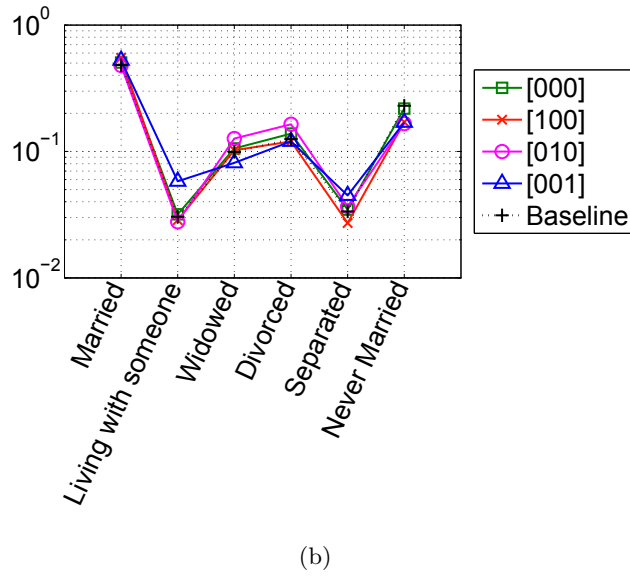 10^0
10^{-1}
10^{-2}
Married
Living with someone
Widowed
Divorced
Separated
Never Married
[000]
[100]
[010]
[001]
Baseline
(b)